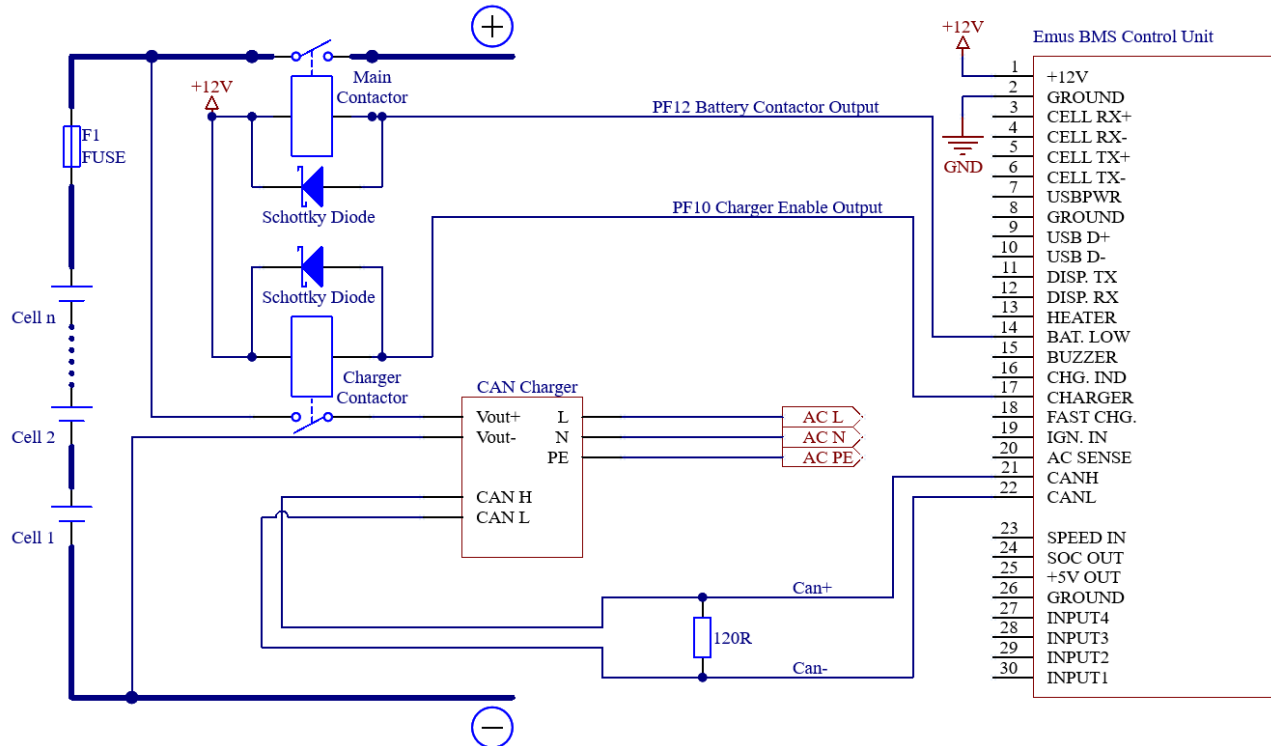 +12V
Emus BMS Control Unit
Main
Contactor
+12V
PF12 Battery Contactor Output
F1
FUSE
Schottky Diode
PF10 Charger Enable Output
Schottky Diode
GND
Cell n
Charger
Contactor
CAN Charger
Vout+
L
AC L
Vout-
N
AC N
PE
AC PE
Cell 2
CAN H
CAN L
Cell 1
Can+
120R
Can-
1 +12V
2 GROUND
3 CELL RX+
4 CELL RX-
5 CELL TX+
6 CELL TX-
7 USBPWR
8 GROUND
9 USB D+
10 USB D-
11 DISP. TX
12 DISP. RX
13 HEATER
14 BAT. LOW
15 BUZZER
16 CHG. IND
17 CHARGER
18 FAST CHG.
19 IGN. IN
20 AC SENSE
21 CANH
22 CANL
23 SPEED IN
24 SOC OUT
25 +5V OUT
26 GROUND
27 INPUT4
28 INPUT3
29 INPUT2
30 INPUT1